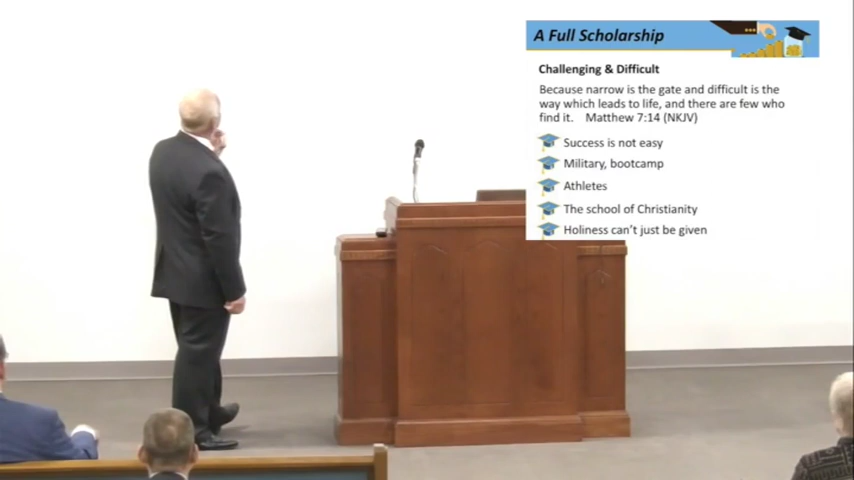 A Full Scholarship
Challenging & Difficult
Because narrow is the gate and difficult is the
way which leads to life, and there are few who
find it. Matthew 7:14 (NKJV)
Success is not easy
Military, bootcamp
Athletes
The school of Christianity
Holiness can't just be given